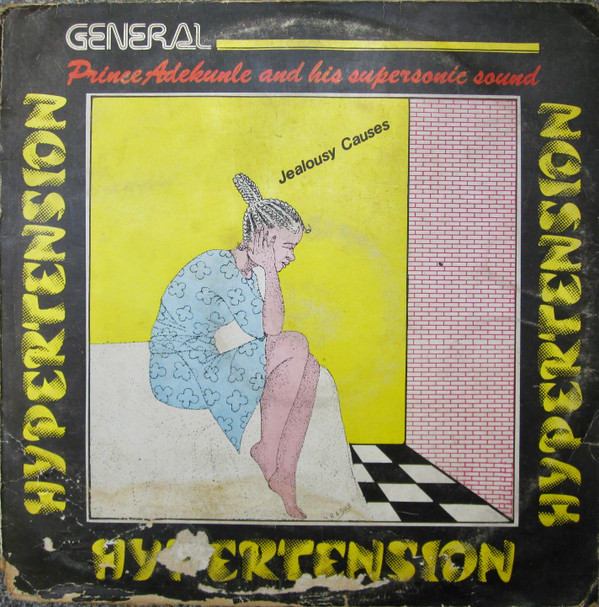 GENERAL
Prince Adekunle and his supersonic sound
HYPERTENSION
Jealousy Causes
HYPERTENSION
HYPERTENSION